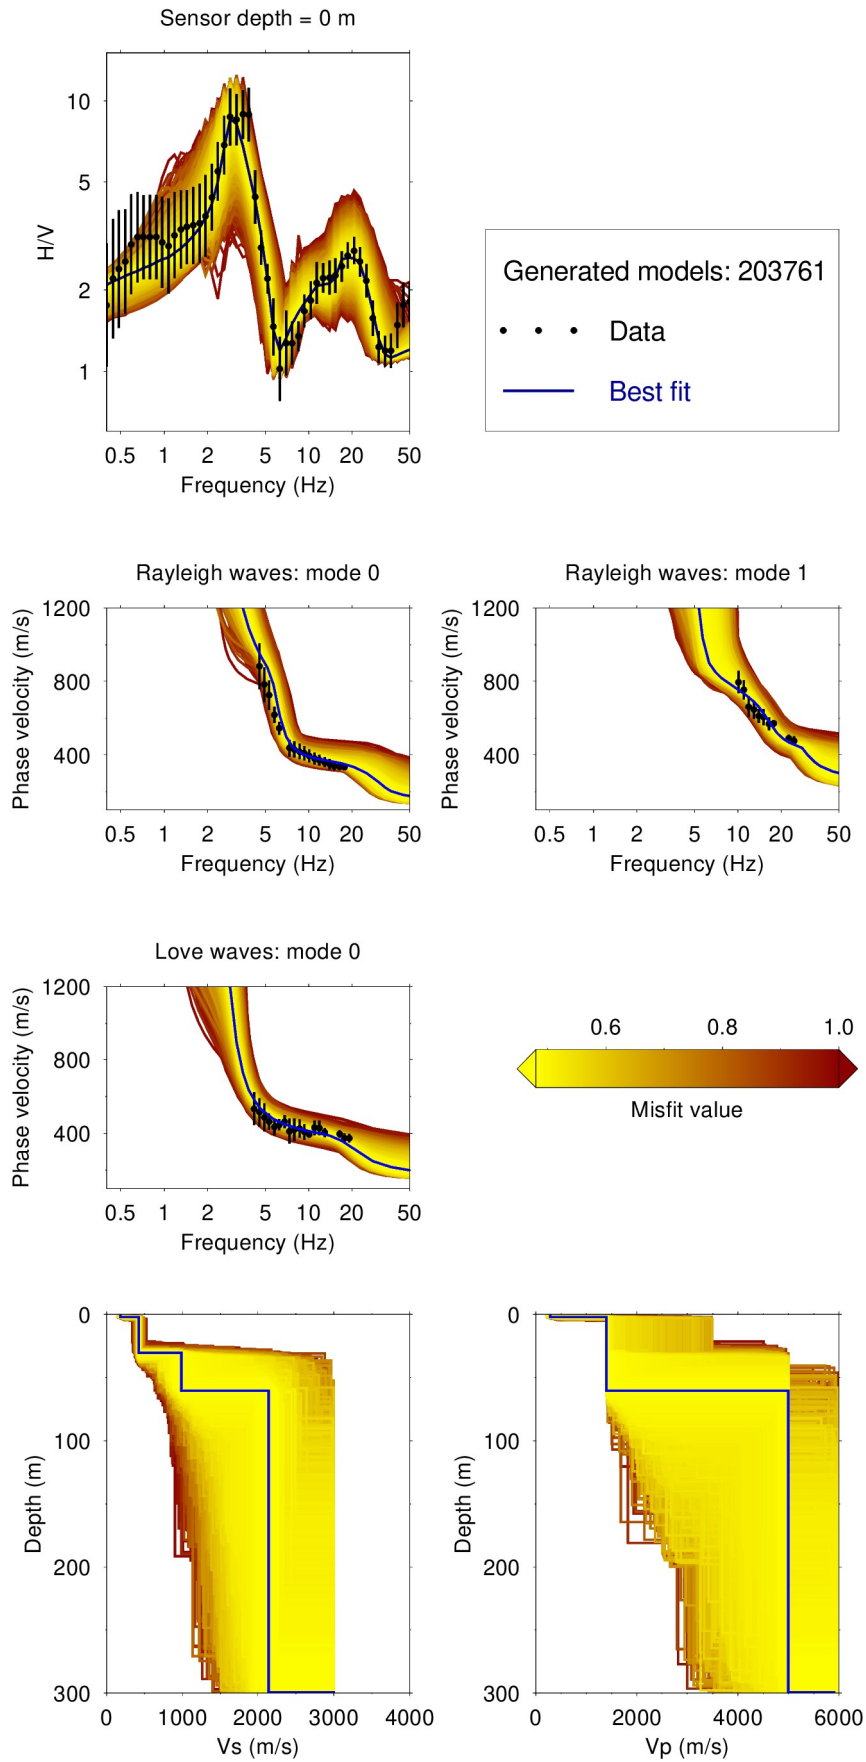 Sensor depth = 0 m
10
5
2
1
H/V
0.5 1 2 5 10 20 50
Frequency (Hz)
Generated models: 203761
Data
Best fit
Rayleigh waves: mode 0
1200
800
400
Phase velocity (m/s)
0.5 1 2 5 10 20 50
Frequency (Hz)
Rayleigh waves: mode 1
1200
800
400
Phase velocity (m/s)
0.5 1 2 5 10 20 50
Frequency (Hz)
Love waves: mode 0
1200
800
400
Phase velocity (m/s)
0.5 1 2 5 10 20 50
Frequency (Hz)
0.6 0.8 1.0
Misfit value
0
100
200
300
Depth (m)
0 1000 2000 3000 4000
Vs (m/s)
0
100
200
300
Depth (m)
0 2000 4000 6000
Vp (m/s)